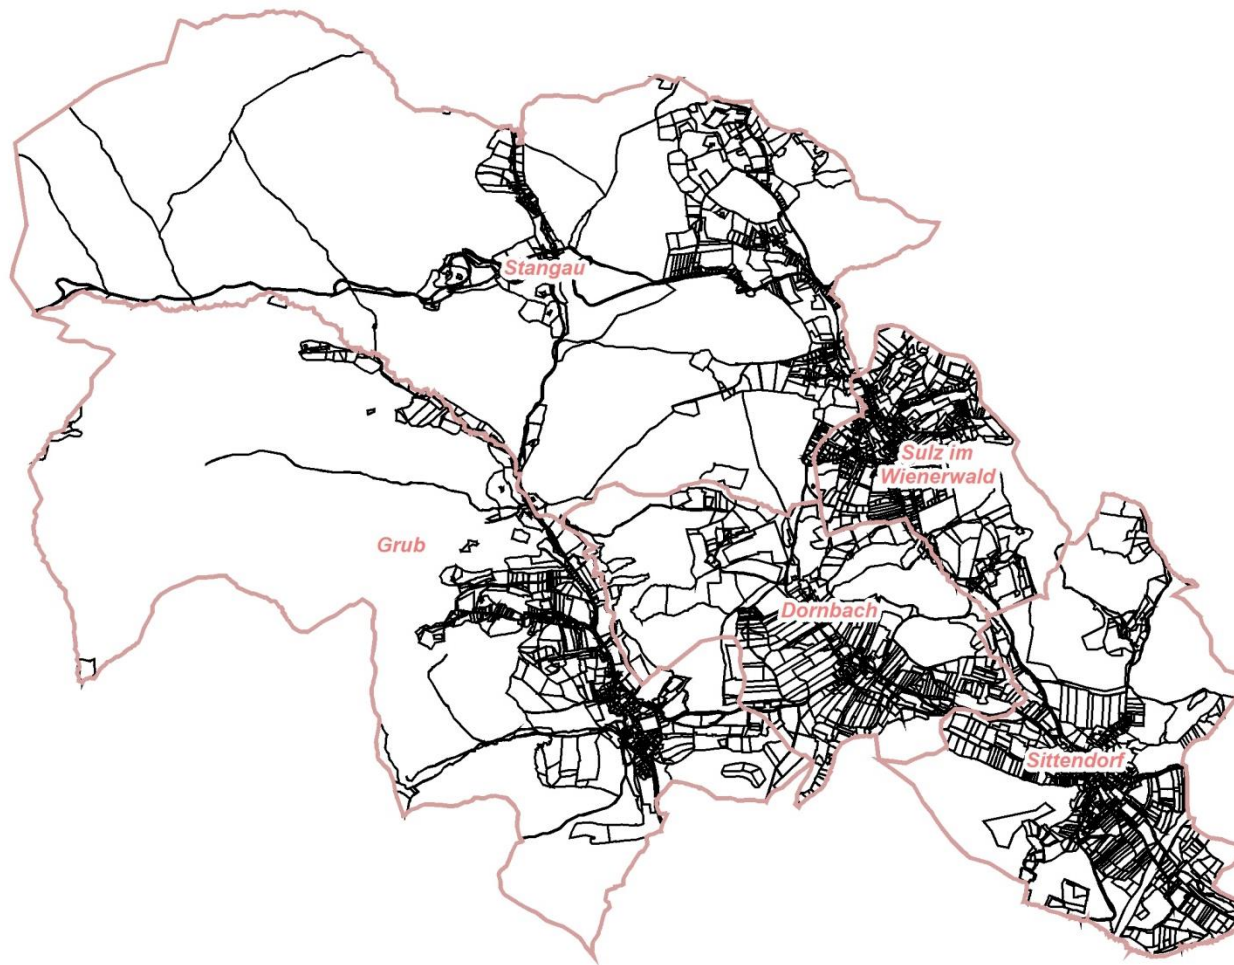 Stangau
Sulz im
Wienerwald
Grub
Dornbach
Sittendorf